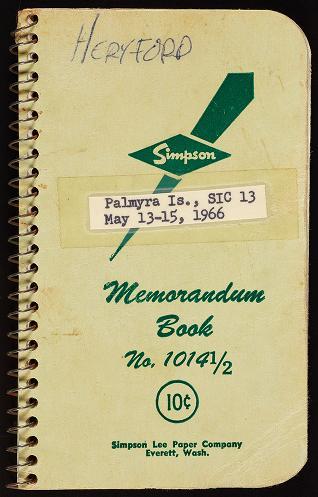 HERYFORD
Simpson
Palmyra Is., SIC 13
May 13-15, 1966
Memorandum
Book
No. 10141/2
10¢
Simpson Lee Paper Company
Everett, Wash.